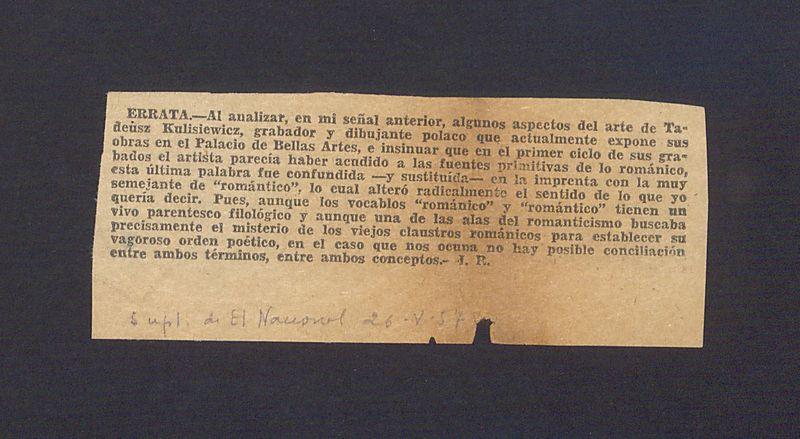 ERRATA.—Al analizar, en mi señal anterior, algunos aspectos del arte de Ta-
deusz Kulisiewicz, grabador y dibujante polaco que actualmente expone sus
obras en el Palacio de Bellas Artes, e insinuar que en el primer ciclo de sus gra-
bados el artista parecía haber acudido a las fuentes primitivas de lo románico,
esta última palabra fue confundida —y sustituída— en la imprenta con la muy
semejante de "romántico", lo cual alteró radicalmente el sentido de lo que yo
quería decir. Pues, aunque los vocablos "románico" y "romántico" tienen un
vivo parentesco filológico y aunque una de las alas del romanticismo buscaba
precisamente el misterio de los viejos claustros románicos para establecer su
vagoroso orden poético, en el caso que nos ocupa no hay posible conciliación
entre ambos términos, entre ambos conceptos.- J. R.
Supl. de El Nacional 26-V-57